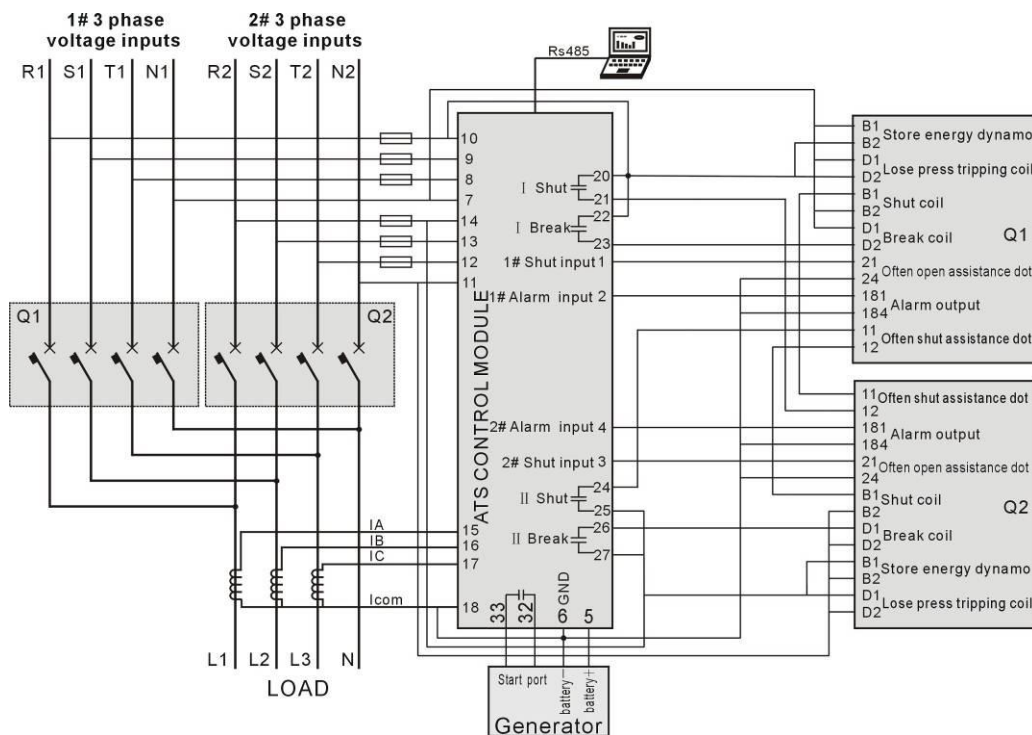 1# 3 phase
voltage inputs
2# 3 phase
voltage inputs
R1 S1 T1 N1
R2 S2 T2 N2
Rs485
10
9
8
7
14
13
12
11
15
16
17
18
ATS CONTROL MODULE
I Shut
20
21
I Break
22
23
1# Shut input 1
1# Alarm input 2
2# Alarm input 4
2# Shut input 3
II Shut
24
25
II Break
26
27
33
32
GND
6
5
Q1
Q2
IA
IB
IC
Icom
L1 L2 L3 N
LOAD
Start port
battery−
battery+
Generator
B1
B2
Store energy dynamo
D1
D2
Lose press tripping coil
B1
B2
Shut coil
D1
D2
Break coil
Q1
21
24
Often open assistance dot
181
184
Alarm output
11
12
Often shut assistance dot
11
12
Often shut assistance dot
181
184
Alarm output
21
24
Often open assistance dot
B1
B2
Shut coil
Q2
D1
D2
Break coil
B1
B2
Store energy dynamo
D1
D2
Lose press tripping coil